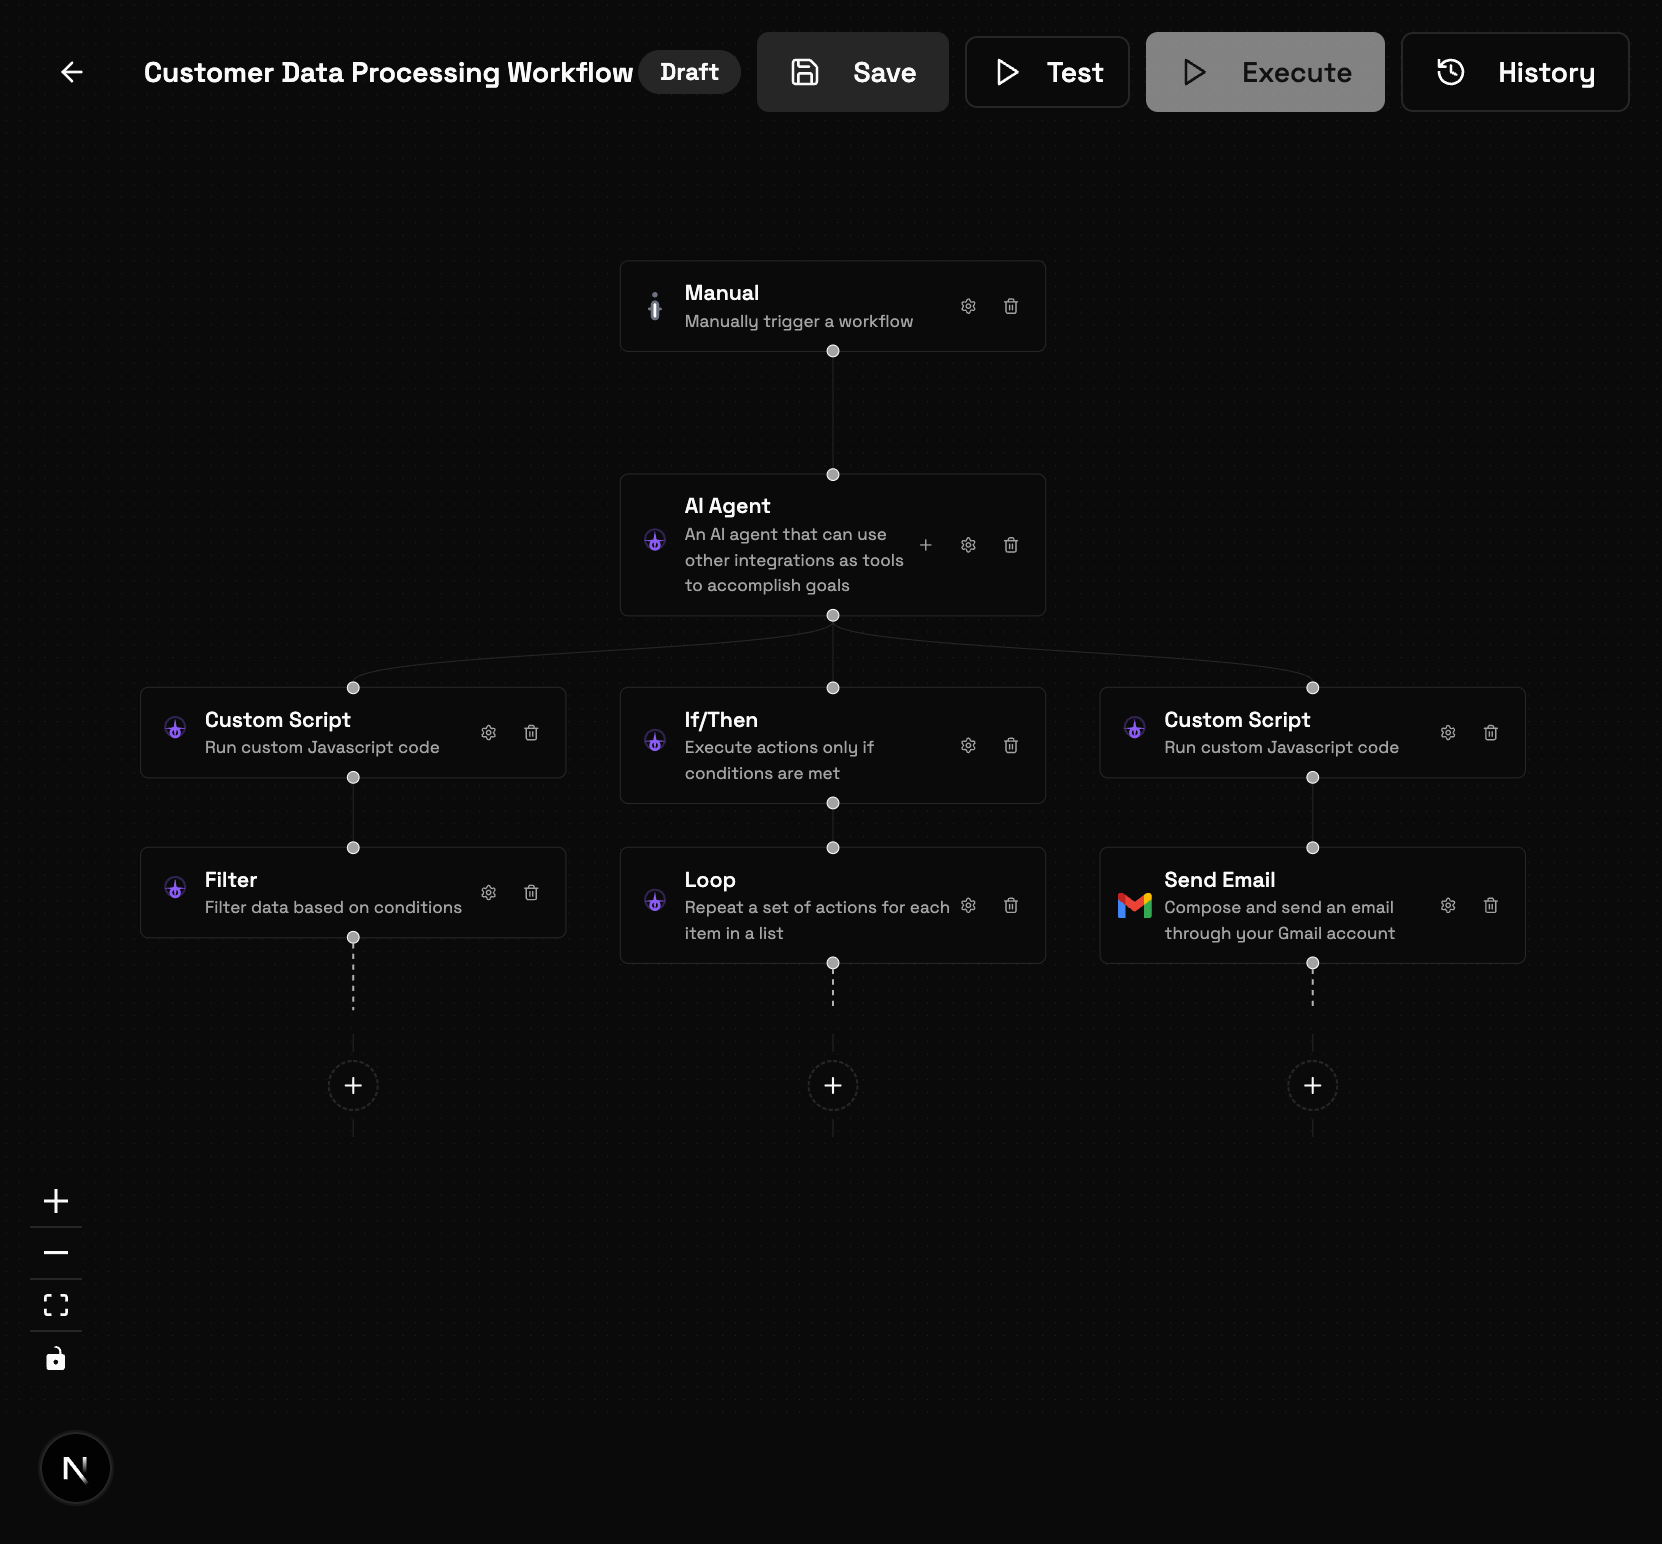 Customer Data Processing Workflow
Draft
Save
Test
Execute
History
Manual
Manually trigger a workflow
AI Agent
An AI agent that can use
other integrations as tools
to accomplish goals
Custom Script
Run custom Javascript code
If/Then
Execute actions only if
conditions are met
Custom Script
Run custom Javascript code
Filter
Filter data based on conditions
Loop
Repeat a set of actions for each
item in a list
Send Email
Compose and send an email
through your Gmail account
N